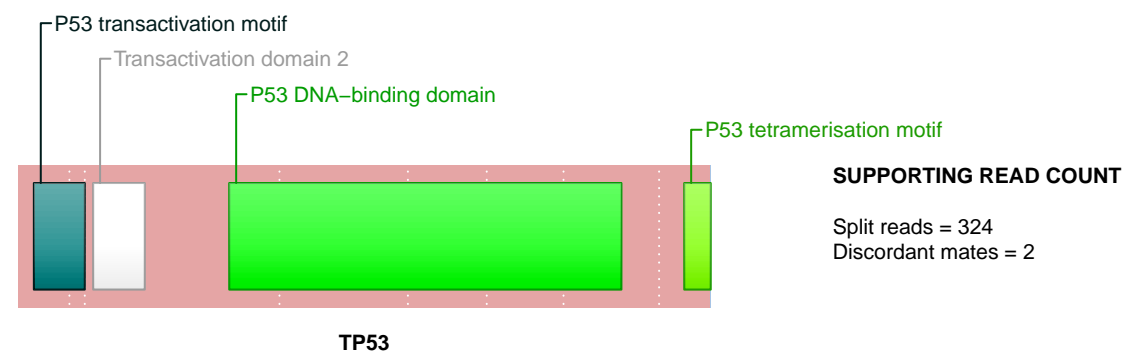 P53 transactivation motif
Transactivation domain 2
P53 DNA−binding domain
P53 tetramerisation motif
SUPPORTING READ COUNT
Split reads = 324
Discordant mates = 2
TP53